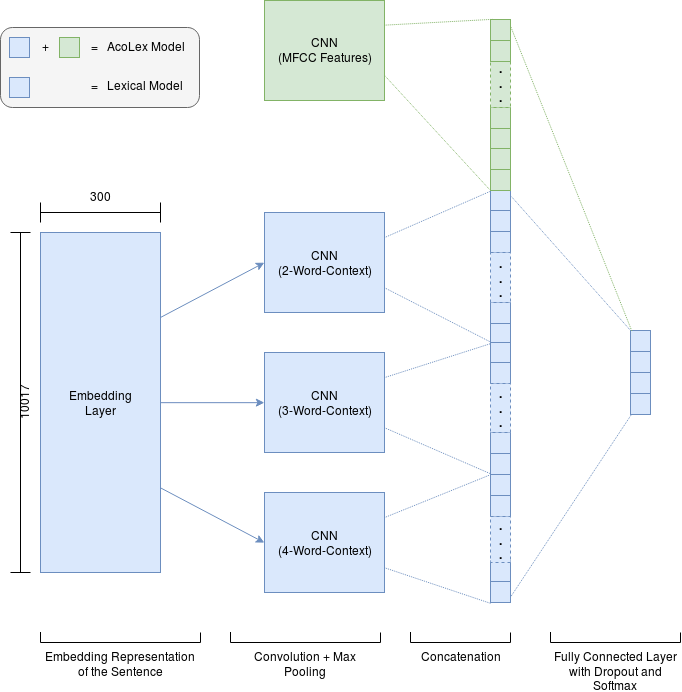 CNN
(MFCC Features)
+ = AcoLex Model
= Lexical Model
300
10017
Embedding
Layer
CNN
(2-Word-Context)
CNN
(3-Word-Context)
CNN
(4-Word-Context)
Embedding Representation
of the Sentence
Convolution + Max
Pooling
Concatenation
Fully Connected Layer
with Dropout and
Softmax